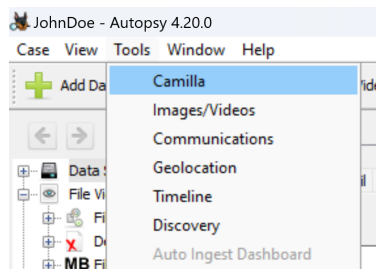 JohnDoe - Autopsy 4.20.0
Case View Tools Window Help
Add Da
Camilla
Images/Videos
Communications
Geolocation
Timeline
Discovery
Auto Ingest Dashboard
Data S
File Vi
Fi
De
MB Fi